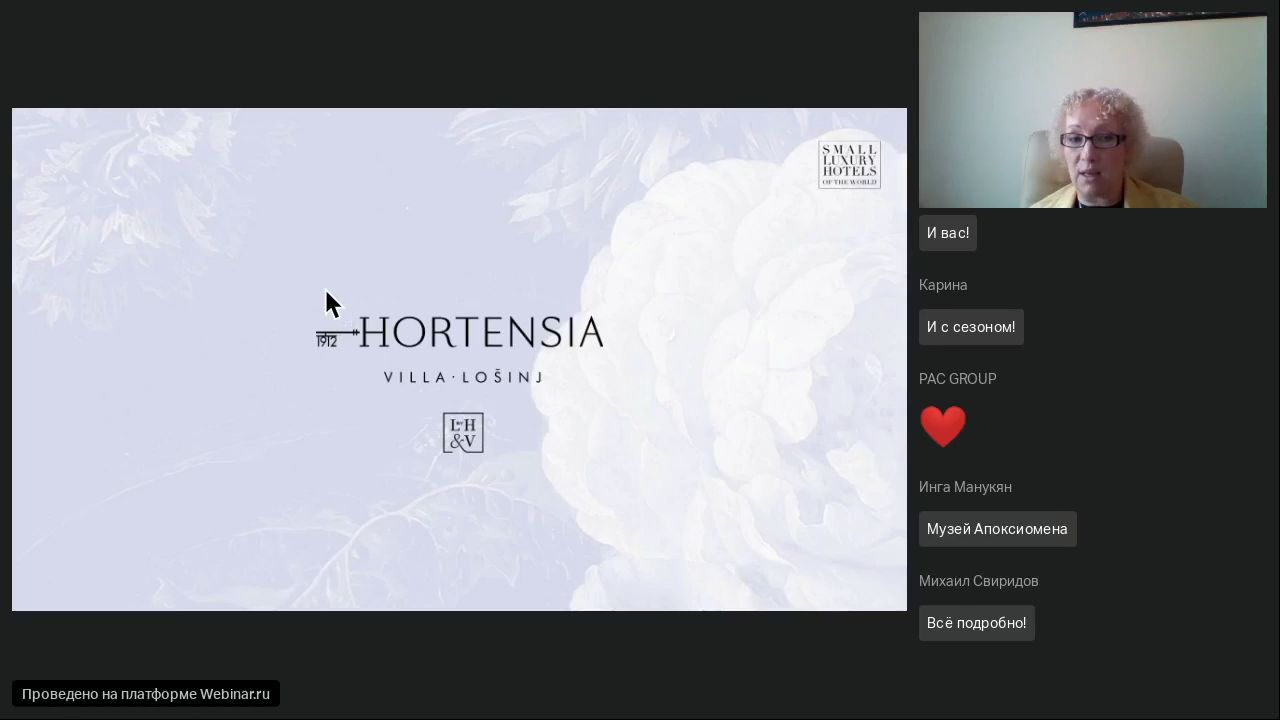 SMALL
LUXURY
HOTELS
OF THE WORLD
1912
HORTENSIA
VILLA · LOŠINJ
L H
& V
И вас!
Карина
И с сезоном!
PAC GROUP
Инга Манукян
Музей Апоксиомена
Михаил Свиридов
Всё подробно!
Проведено на платформе Webinar.ru